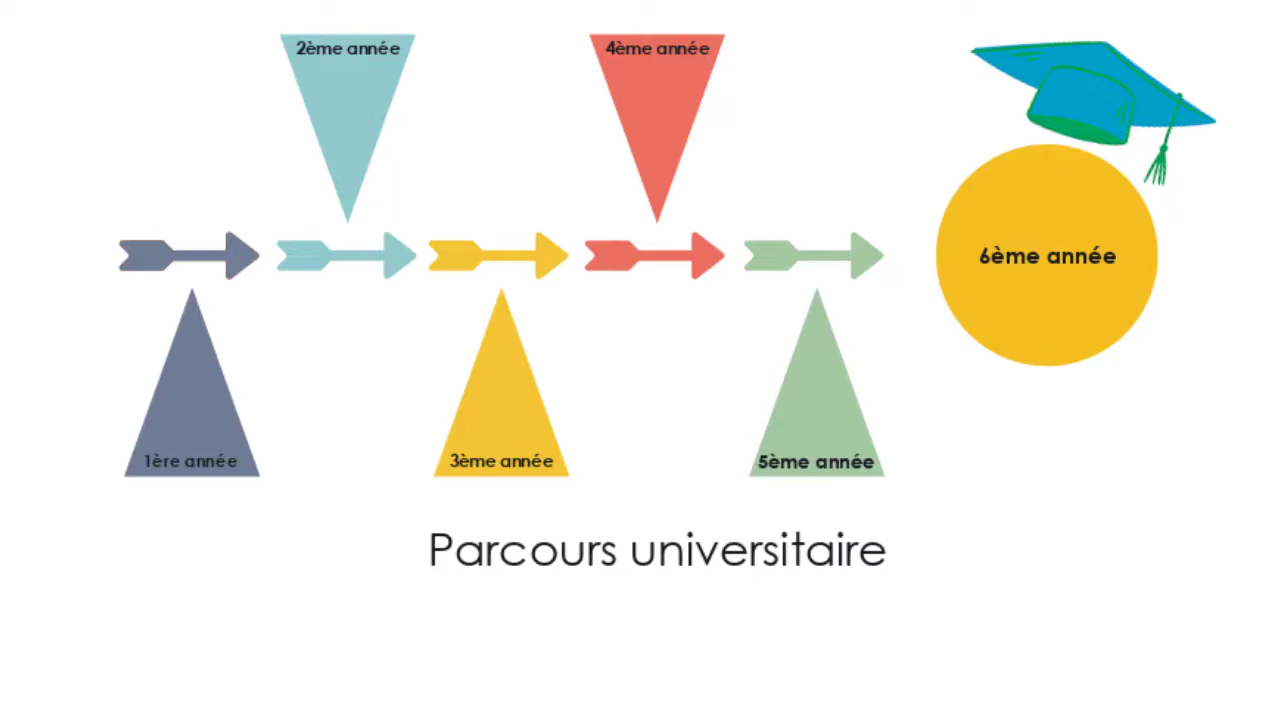 2ème année
4ème année
6ème année
1ère année
3ème année
5ème année
Parcours universitaire